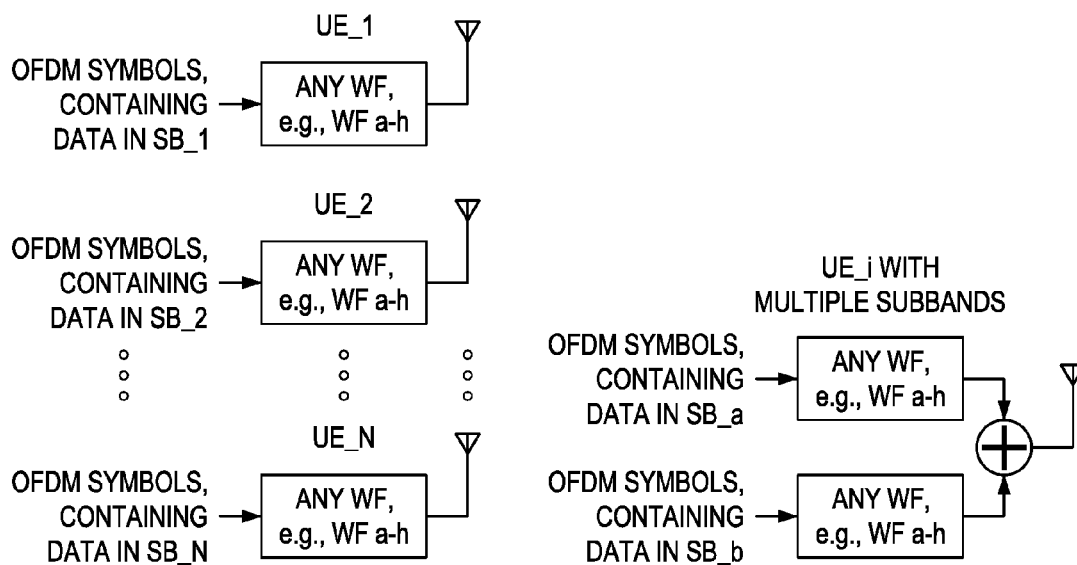 UE_1
OFDM SYMBOLS,
CONTAINING
DATA IN SB_1
ANY WF,
e.g., WF a-h
UE_2
OFDM SYMBOLS,
CONTAINING
DATA IN SB_2
ANY WF,
e.g., WF a-h
UE_N
OFDM SYMBOLS,
CONTAINING
DATA IN SB_N
ANY WF,
e.g., WF a-h
UE_i WITH
MULTIPLE SUBBANDS
OFDM SYMBOLS,
CONTAINING
DATA IN SB_a
ANY WF,
e.g., WF a-h
OFDM SYMBOLS,
CONTAINING
DATA IN SB_b
ANY WF,
e.g., WF a-h